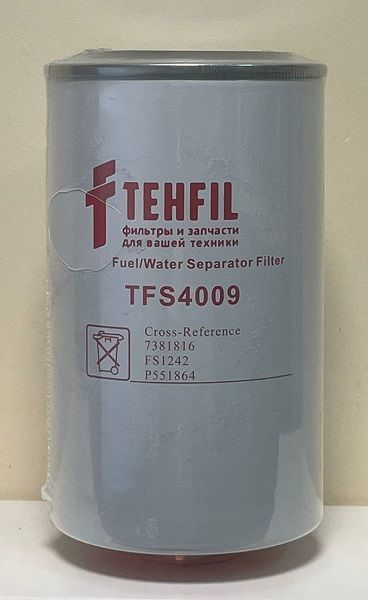 TEHFIL
фильтры и запчасти
для вашей техники
Fuel/Water Separator Filter
TFS4009
Cross-Reference
7381816
FS1242
P551864